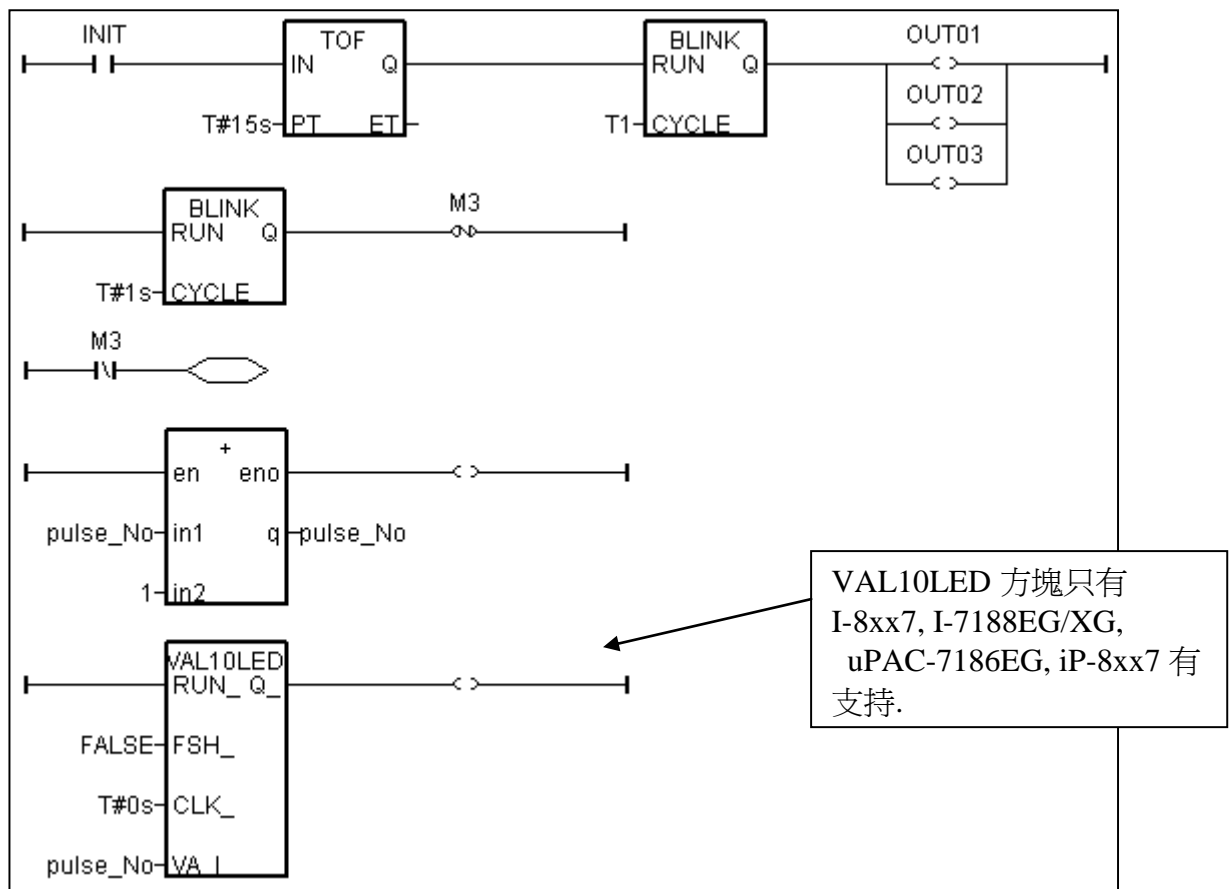 INIT
TOF
IN Q
T#15s PT ET
BLINK
RUN Q
T1 CYCLE
OUT01
OUT02
OUT03
BLINK
RUN Q
T#1s CYCLE
M3
M3
+
en eno
pulse_No in1 q pulse_No
1 in2
VAL10LED
RUN_ Q_
FALSE FSH_
T#0s CLK_
pulse_No VA_I
VAL10LED 方塊只有
I-8xx7, I-7188EG/XG,
uPAC-7186EG, iP-8xx7 有
支持.